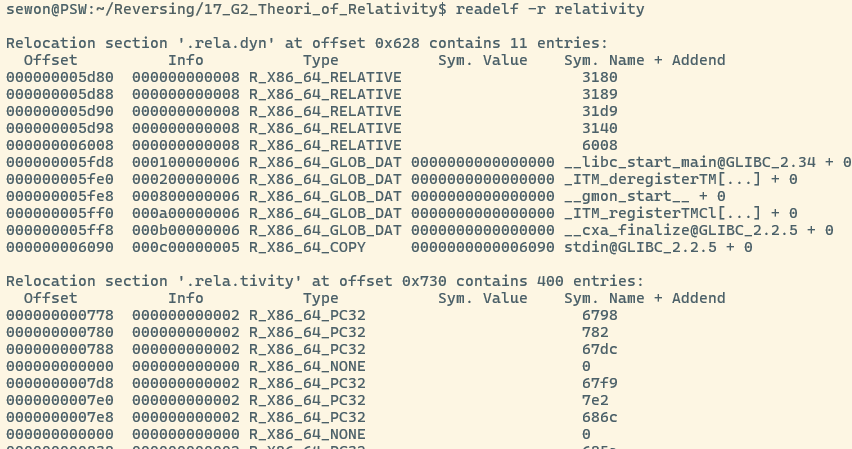 sewon@PSW:~/Reversing/17_G2_Theori_of_Relativity$ readelf -r relativity
Relocation section '.rela.dyn' at offset 0x628 contains 11 entries:
Offset Info Type Sym. Value Sym. Name + Addend
000000005d80 000000000008 R_X86_64_RELATIVE 3180
000000005d88 000000000008 R_X86_64_RELATIVE 3189
000000005d90 000000000008 R_X86_64_RELATIVE 31d9
000000005d98 000000000008 R_X86_64_RELATIVE 3140
000000006008 000000000008 R_X86_64_RELATIVE 6008
000000005fd8 000100000006 R_X86_64_GLOB_DAT 0000000000000000 __libc_start_main@GLIBC_2.34 + 0
000000005fe0 000200000006 R_X86_64_GLOB_DAT 0000000000000000 _ITM_deregisterTM[...] + 0
000000005fe8 000800000006 R_X86_64_GLOB_DAT 0000000000000000 __gmon_start__ + 0
000000005ff0 000a00000006 R_X86_64_GLOB_DAT 0000000000000000 _ITM_registerTMCl[...] + 0
000000005ff8 000b00000006 R_X86_64_GLOB_DAT 0000000000000000 __cxa_finalize@GLIBC_2.2.5 + 0
000000006090 000c00000005 R_X86_64_COPY 0000000000006090 stdin@GLIBC_2.2.5 + 0
Relocation section '.rela.tivity' at offset 0x730 contains 400 entries:
Offset Info Type Sym. Value Sym. Name + Addend
000000000778 000000000002 R_X86_64_PC32 6798
000000000780 000000000002 R_X86_64_PC32 782
000000000788 000000000002 R_X86_64_PC32 67dc
000000000000 000000000000 R_X86_64_NONE 0
0000000007d8 000000000002 R_X86_64_PC32 67f9
0000000007e0 000000000002 R_X86_64_PC32 7e2
0000000007e8 000000000002 R_X86_64_PC32 686c
000000000000 000000000000 R_X86_64_NONE 0